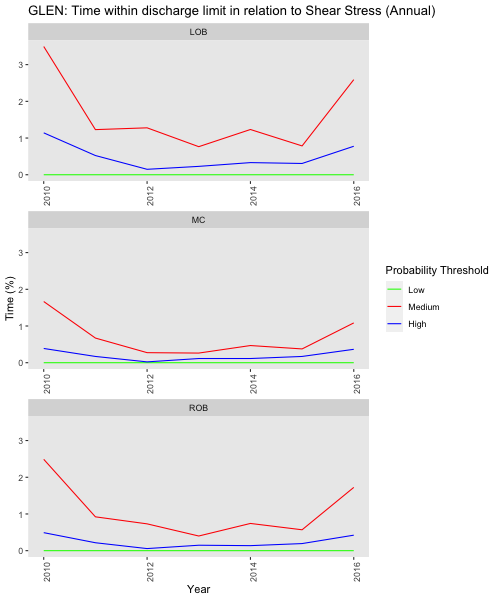 GLEN: Time within discharge limit in relation to Shear Stress (Annual)
LOB
3
2
1
0
2010
2012
2014
2016
MC
3
2
1
0
2010
2012
2014
2016
ROB
3
2
1
0
2010
2012
2014
2016
Time (%)
Year
Probability Threshold
Low
Medium
High